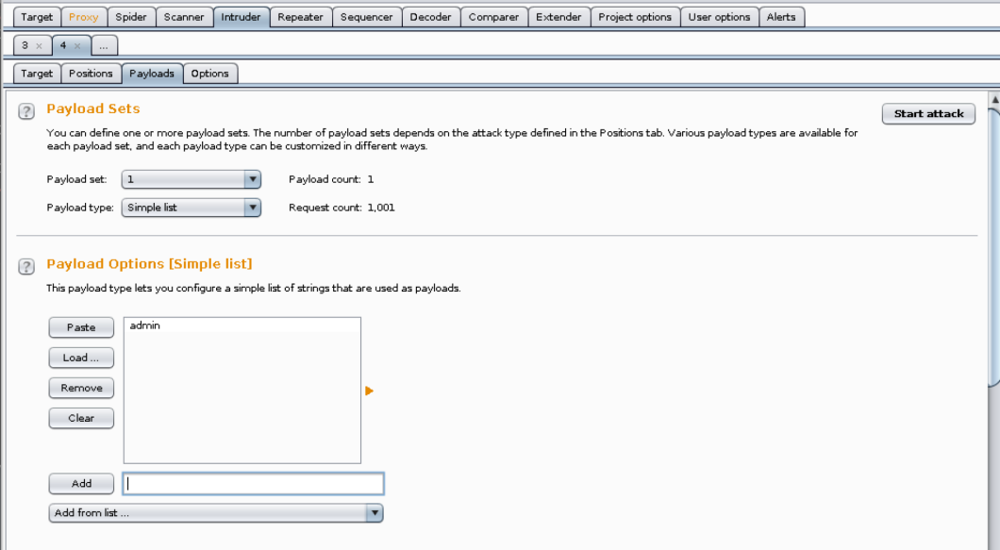 Target Proxy Spider Scanner Intruder Repeater Sequencer Decoder Comparer Extender Project options User options Alerts
3 × 4 × ...
Target Positions Payloads Options
? Payload Sets Start attack
You can define one or more payload sets. The number of payload sets depends on the attack type defined in the Positions tab. Various payload types are available for
each payload set, and each payload type can be customized in different ways.
Payload set: 1 Payload count: 1
Payload type: Simple list Request count: 1,001
? Payload Options [Simple list]
This payload type lets you configure a simple list of strings that are used as payloads.
Paste admin
Load ...
Remove
Clear
Add
Add from list ...